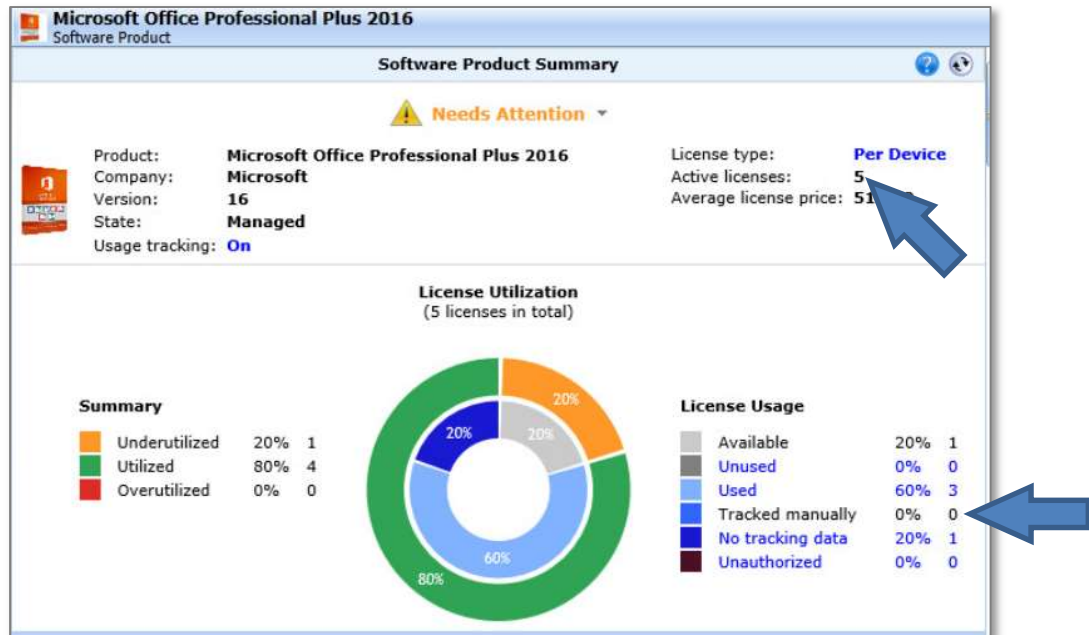 Microsoft Office Professional Plus 2016
Software Product
Software Product Summary
Needs Attention
Product: Microsoft Office Professional Plus 2016
Company: Microsoft
Version: 16
State: Managed
Usage tracking: On
License type: Per Device
Active licenses: 5
Average license price:
License Utilization
(5 licenses in total)
Summary
Underutilized 20% 1
Utilized 80% 4
Overutilized 0% 0
20%
20%
20%
60%
80%
License Usage
Available 20% 1
Unused 0% 0
Used 60% 3
Tracked manually 0% 0
No tracking data 20% 1
Unauthorized 0% 0